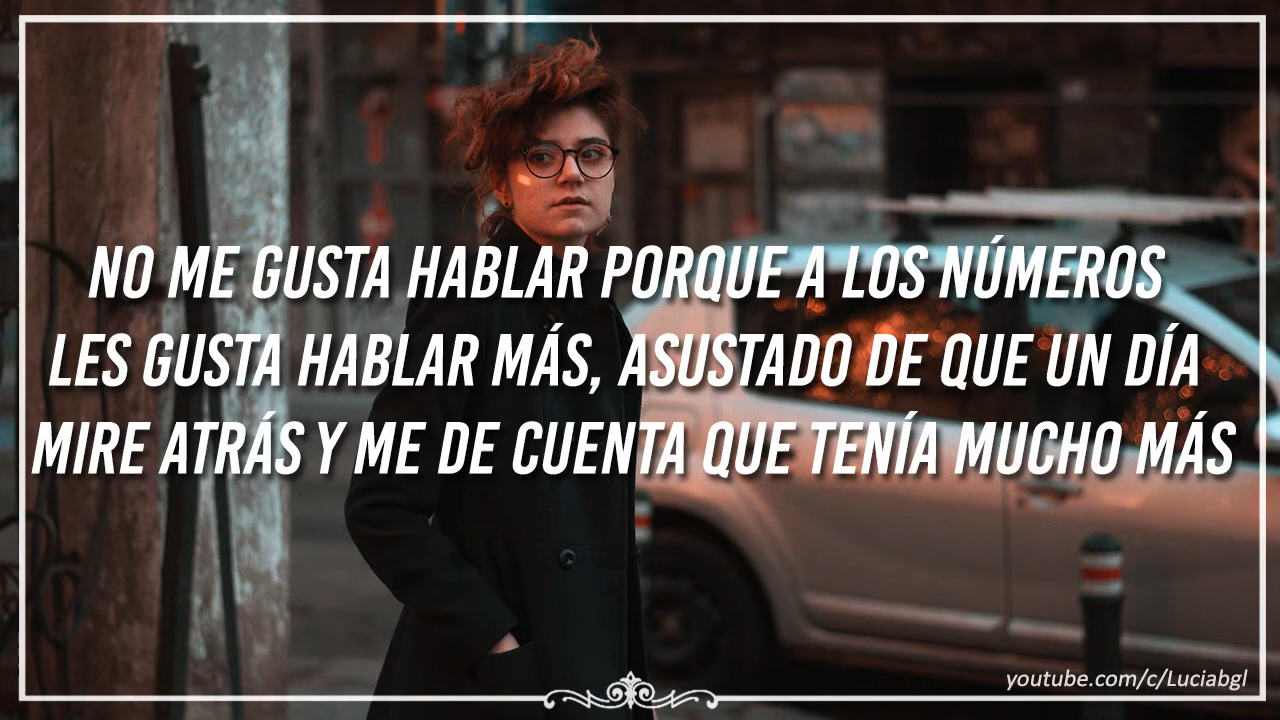 NO ME GUSTA HABLAR PORQUE A LOS NÚMEROS
LES GUSTA HABLAR MÁS, ASUSTADO DE QUE UN DÍA
MIRE ATRÁS Y ME DE CUENTA QUE TENÍA MUCHO MÁS
youtube.com/c/Luciabgl